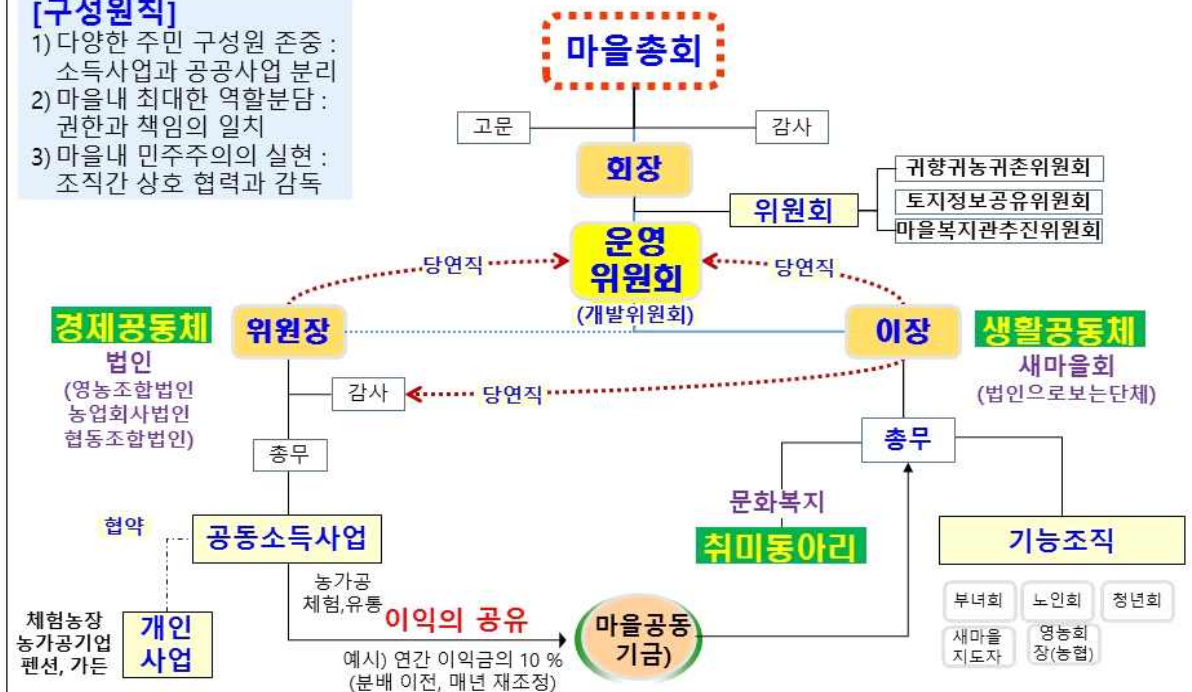 [구성원칙]
1) 다양한 주민 구성원 존중 :
소득사업과 공공사업 분리
2) 마을내 최대한 역할분담 :
권한과 책임의 일치
3) 마을내 민주주의의 실현 :
조직간 상호 협력과 감독
마을총회
고문
감사
회장
위원회
귀향귀농귀촌위원회
토지정보공유위원회
마을복지관추진위원회
운영
위원회
(개발위원회)
당연직
당연직
경제공동체
법인
(영농조합법인
농업회사법인
협동조합법인)
위원장
이장
생활공동체
새마을회
(법인으로보는단체)
감사
당연직
총무
총무
문화복지
취미동아리
기능조직
부녀회
노인회
청년회
새마을
지도자
영농회
장(농협)
협약
공동소득사업
농가공
체험,유통
체험농장
농가공기업
펜션, 가든
개인
사업
이익의 공유
예시) 연간 이익금의 10 %
(분배 이전, 매년 재조정)
마을공동
기금)